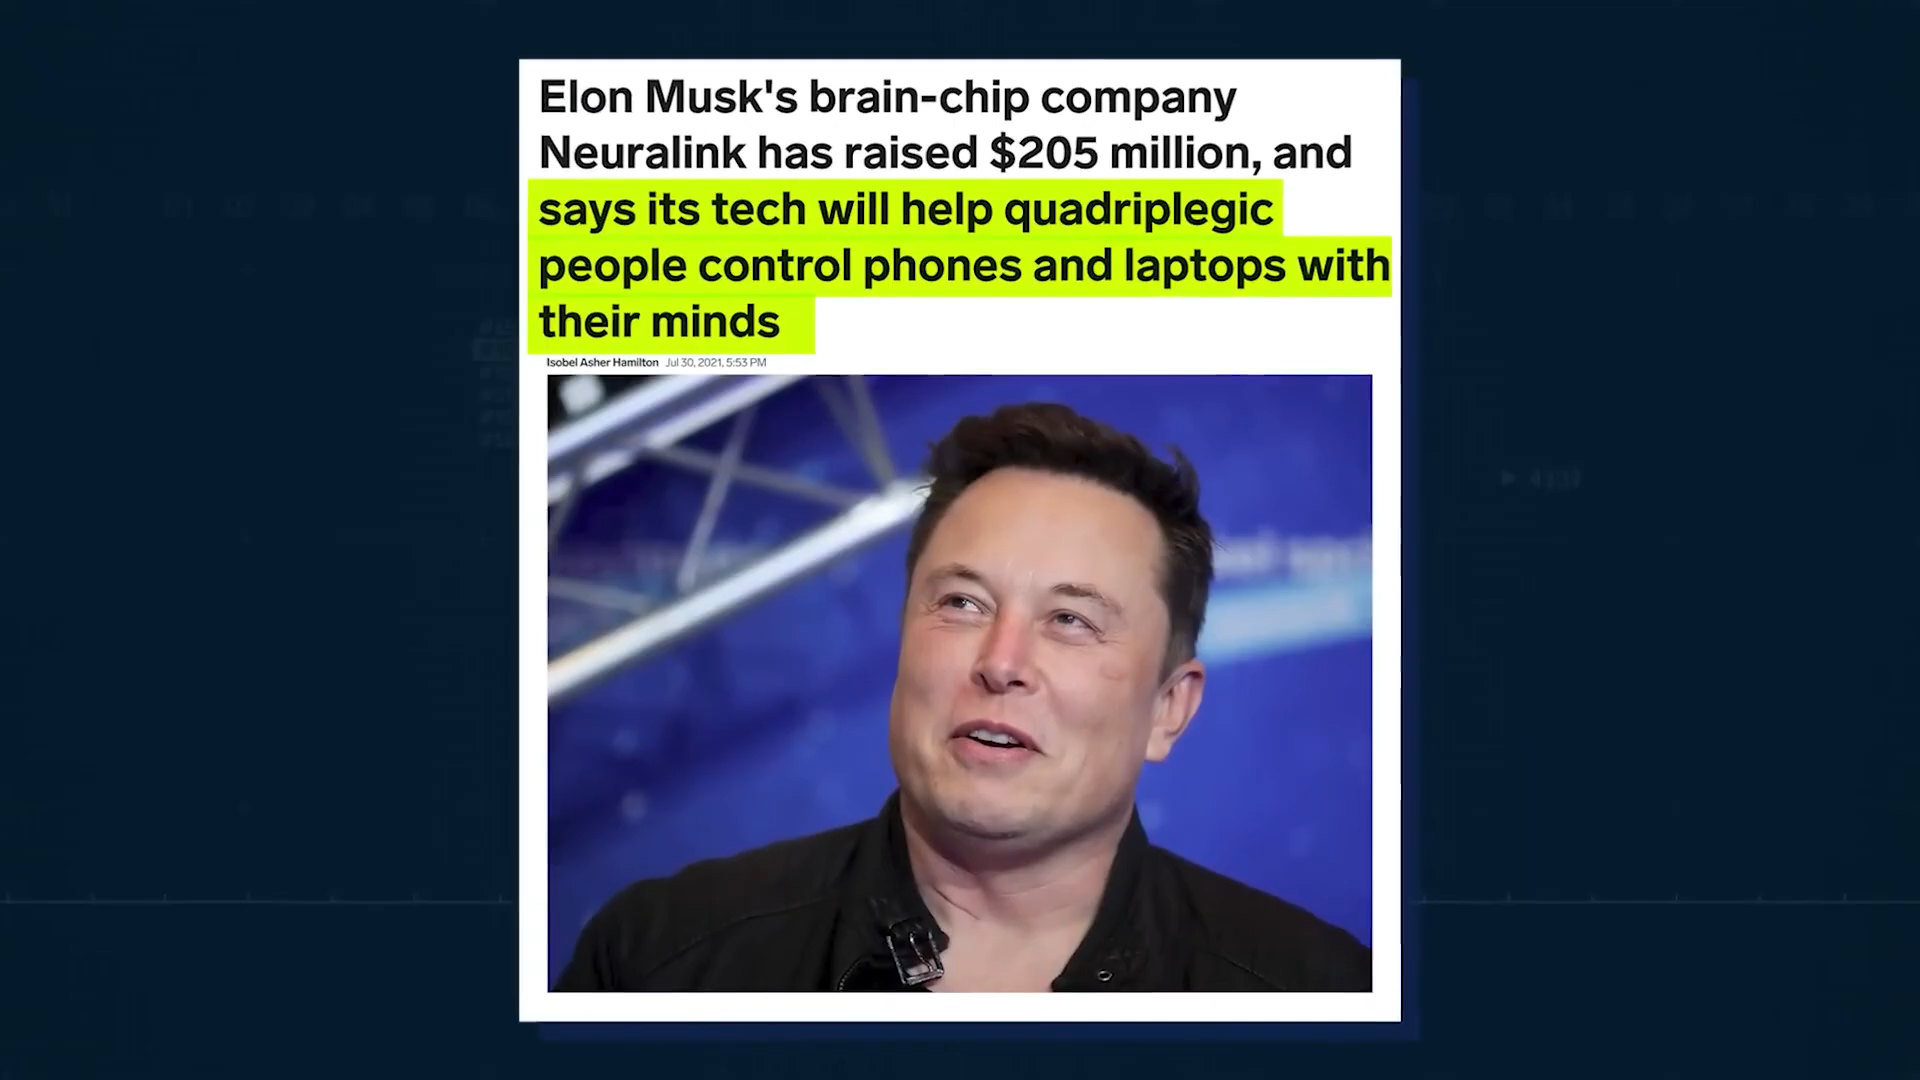 Elon Musk's brain-chip company
Neuralink has raised $205 million, and
says its tech will help quadriplegic
people control phones and laptops with
their minds
Isobel Asher Hamilton Jul 30, 2021, 5:53 PM